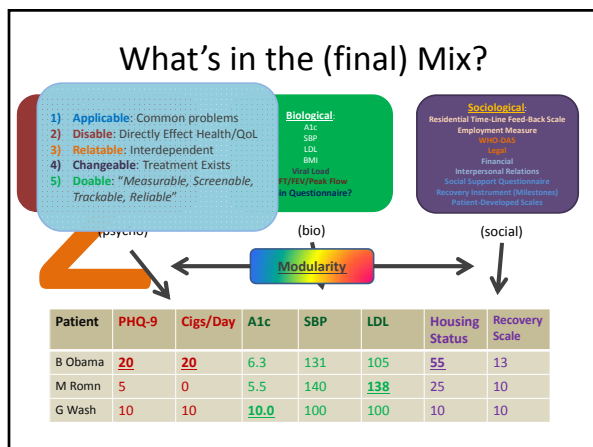 What's in the (final) Mix?
1) Applicable: Common problems
2) Disable: Directly Effect Health/QoL
3) Relatable: Interdependent
4) Changeable: Treatment Exists
5) Doable: "Measurable, Screenable,
Trackable, Reliable"
Biological:
A1c
SBP
LDL
BMI
Viral Load
FT/FEV/Peak Flow
in Questionnaire?
Sociological:
Residential Time-Line Feed-Back Scale
Employment Measure
WHO-DAS
Legal
Financial
Interpersonal Relations
Social Support Questionnaire
Recovery Instrument (Milestones)
Patient-Developed Scales
(psycho)
(bio)
(social)
Modularity
Patient PHQ-9 Cigs/Day A1c SBP LDL Housing Status Recovery Scale
B Obama 20 20 6.3 131 105 55 13
M Romn 5 0 5.5 140 138 25 10
G Wash 10 10 10.0 100 100 10 10